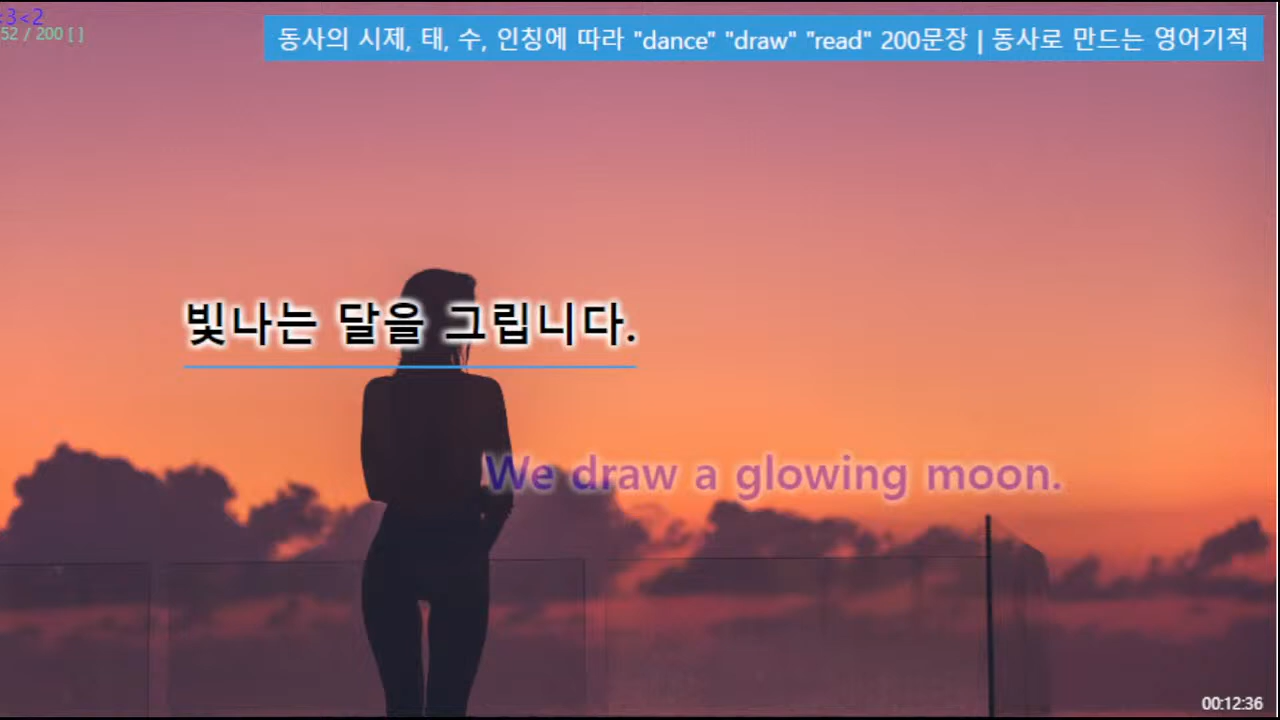 :3<2
52 / 200 [ ]
동사의 시제, 태, 수, 인칭에 따라 "dance" "draw" "read" 200문장 | 동사로 만드는 영어기적
빛나는 달을 그립니다.
We draw a glowing moon.
00:12:36